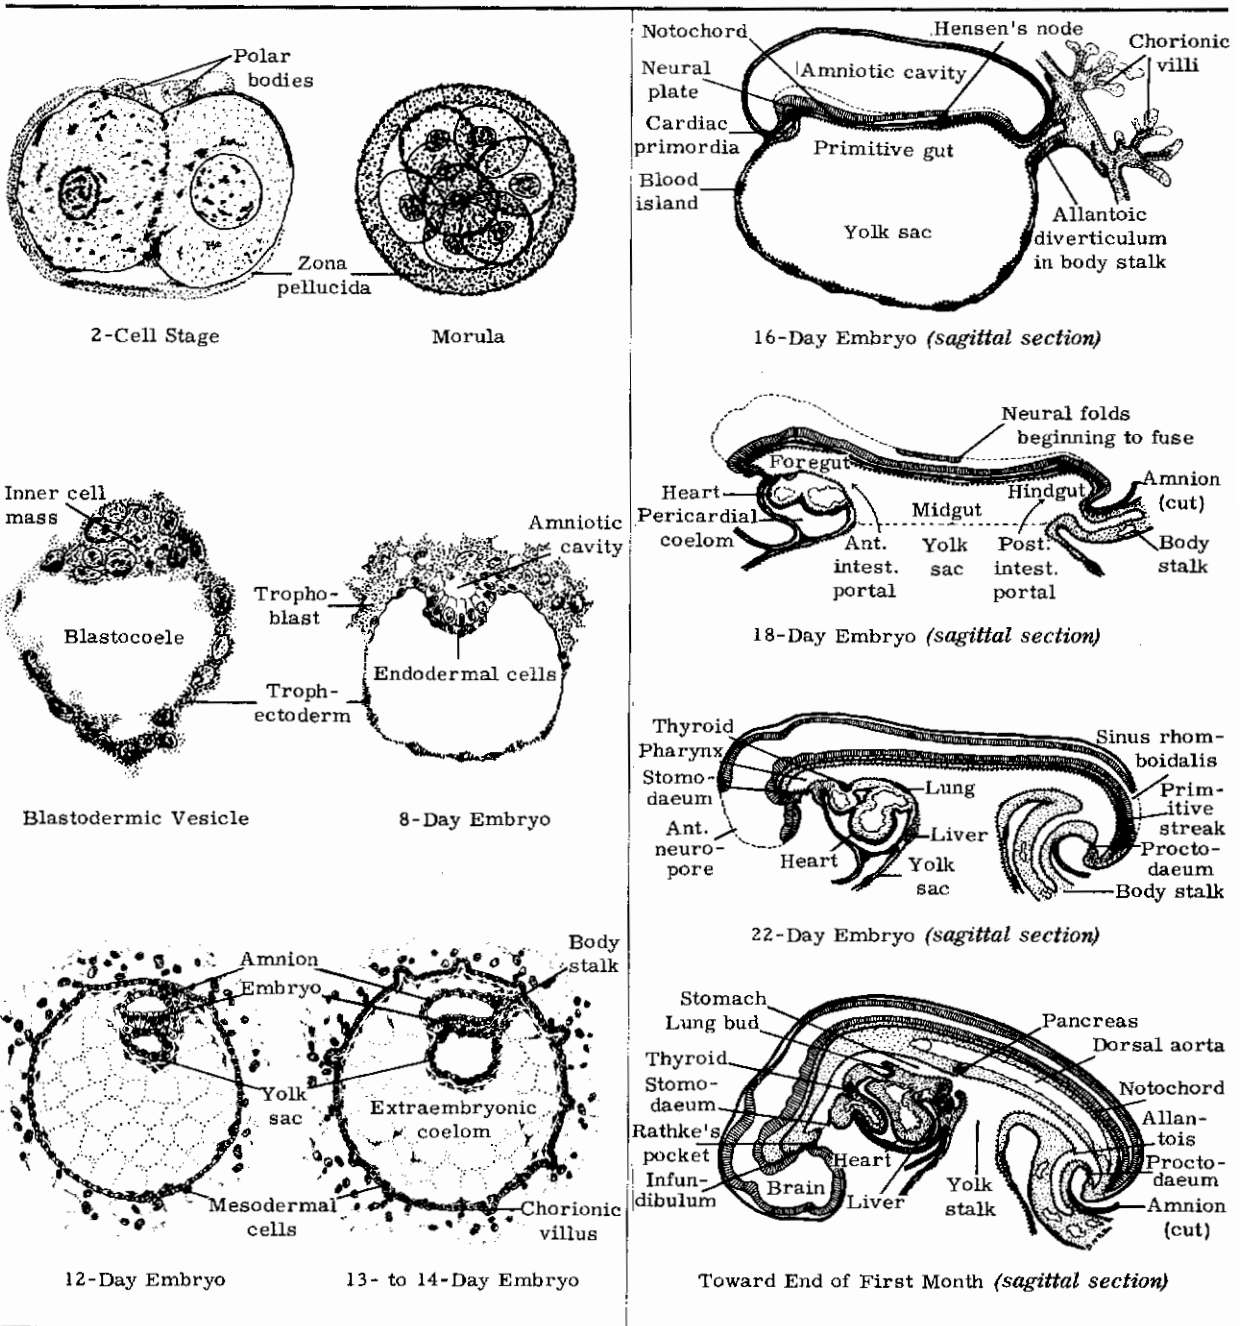 Polar
bodies
Zona
pellucida
2-Cell Stage
Morula
Inner cell
mass
Blastocoele
Tropho-
blast
Amniotic
cavity
Endodermal cells
Troph-
ectoderm
Blastodermic Vesicle
8-Day Embryo
Amnion
Embryo
Body
stalk
Yolk
sac
Extraembryonic
coelom
Mesodermal
cells
Chorionic
villus
12-Day Embryo
13- to 14-Day Embryo
Notochord
Hensen's node
Chorionic
villi
Neural
plate
Amniotic cavity
Cardiac
primordia
Primitive gut
Blood
island
Yolk sac
Allantoic
diverticulum
in body stalk
16-Day Embryo (sagittal section)
Neural folds
beginning to fuse
Foregut
Heart
Pericardial
coelom
Midgut
Hindgut
Amnion
(cut)
Ant.
intest.
portal
Yolk
sac
Post.
intest.
portal
Body
stalk
18-Day Embryo (sagittal section)
Thyroid
Pharynx
Stomo-
daeum
Ant.
neuro-
pore
Heart
Lung
Liver
Yolk
sac
Sinus rhom-
boidalis
Prim-
itive
streak
Procto-
daeum
Body stalk
22-Day Embryo (sagittal section)
Stomach
Lung bud
Thyroid
Stomo-
daeum
Rathke's
pocket
Infun-
dibulum
Brain
Heart
Liver
Yolk
stalk
Pancreas
Dorsal aorta
Notochord
Allan-
tois
Procto-
daeum
Amnion
(cut)
Toward End of First Month (sagittal section)